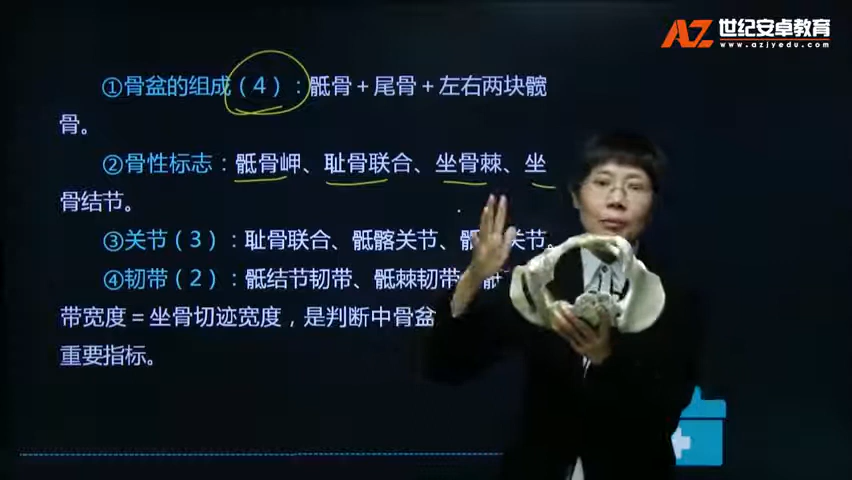 世纪安卓教育
www.azjyedu.com
①骨盆的组成（4）：骶骨＋尾骨＋左右两块髋
骨。
②骨性标志：骶骨岬、耻骨联合、坐骨棘、坐
骨结节。
③关节（3）：耻骨联合、骶髂关节、骶 关节。
④韧带（2）：骶结节韧带、骶棘韧带
带宽度＝坐骨切迹宽度，是判断中骨盆
重要指标。